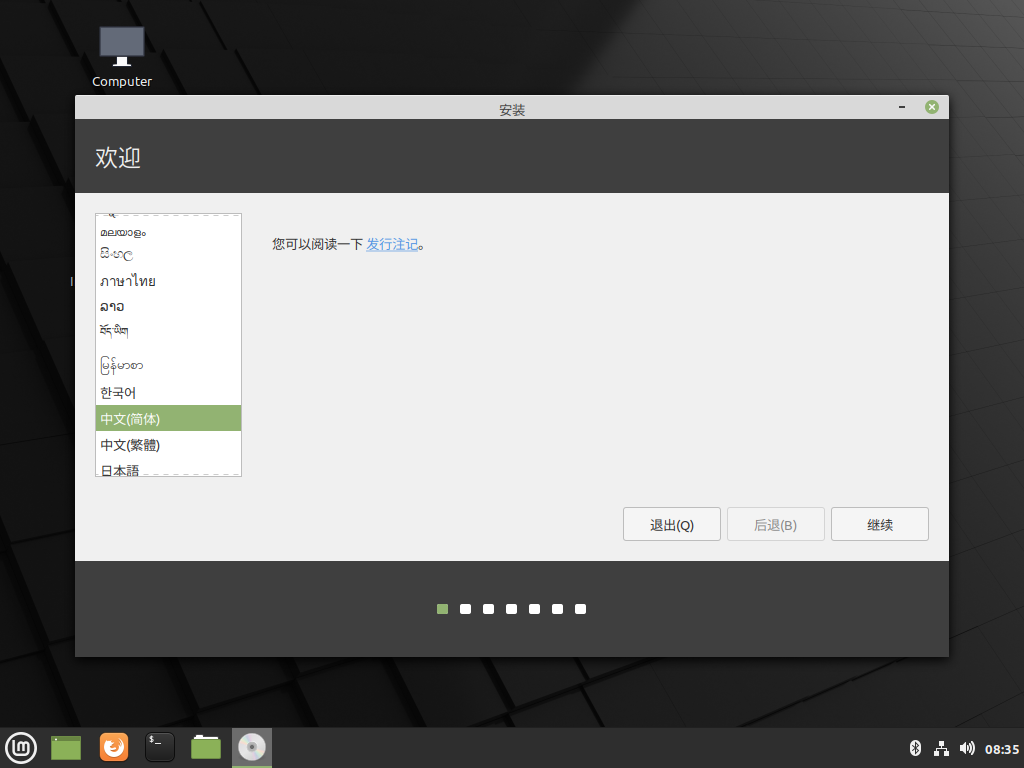 Computer
安装
欢迎
മലയാളം
සිංහල
ภาษาไทย
ລາວ
བོད་ཡིག
မြန်မာစာ
한국어
中文(简体)
中文(繁體)
日本語
您可以阅读一下 发行注记。
退出(Q)
后退(B)
继续
08:35